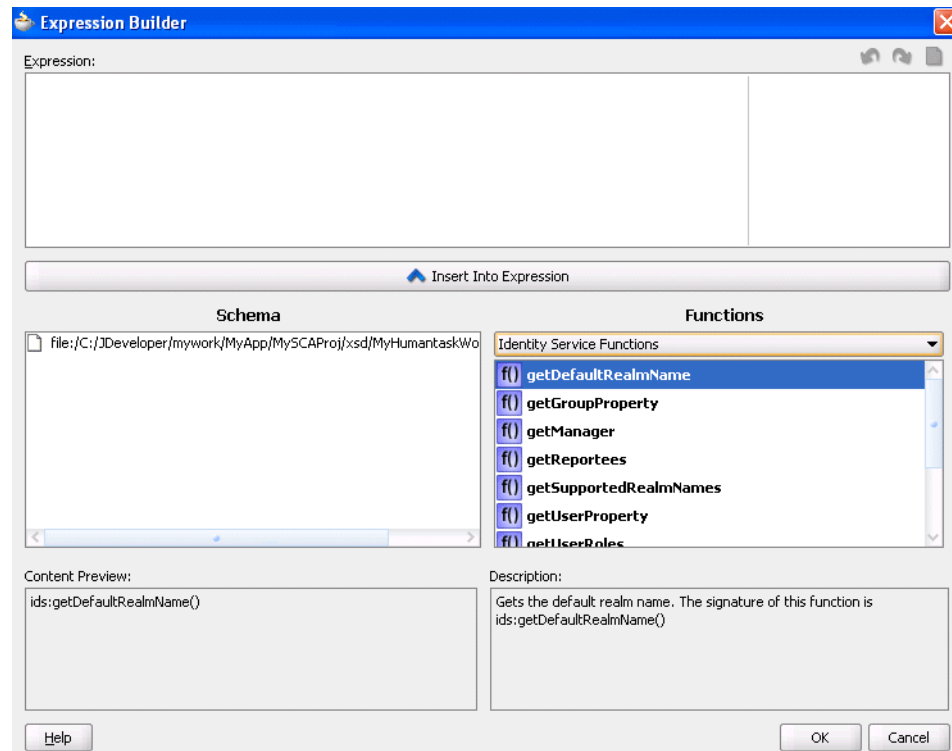 Expression Builder
Expression:
Insert Into Expression
Schema
file:/C:/JDeveloper/mywork/MyApp/MySCAProj/xsd/MyHumantaskWo
Functions
Identity Service Functions
f() getDefaultRealmName
f() getGroupProperty
f() getManager
f() getReportees
f() getSupportedRealmNames
f() getUserProperty
f() getUserRoles
Content Preview:
ids:getDefaultRealmName()
Description:
Gets the default realm name. The signature of this function is
ids:getDefaultRealmName()
Help
OK
Cancel